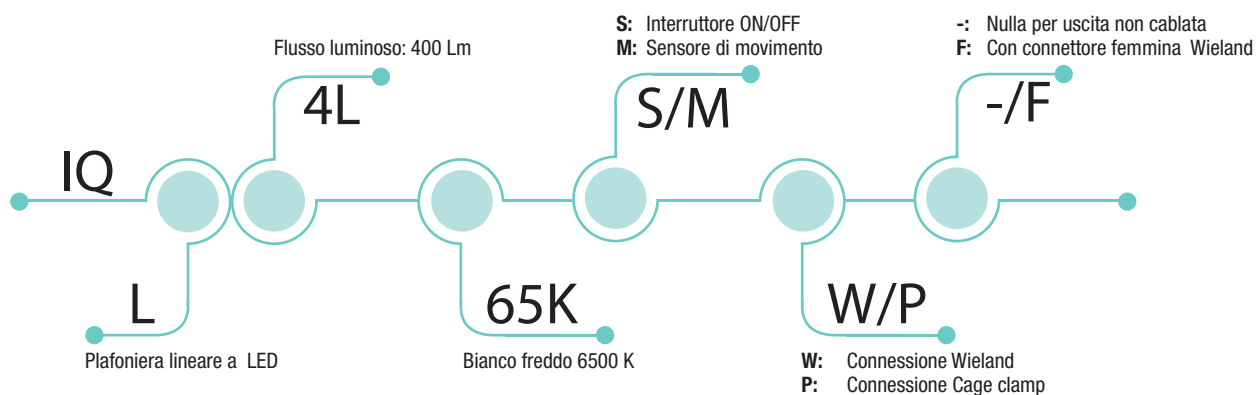 S: Interruttore ON/OFF
M: Sensore di movimento
-: Nulla per uscita non cablata
F: Con connettore femmina Wieland
Flusso luminoso: 400 Lm
4L
S/M
-/F
IQ
L
65K
W/P
Plafoniera lineare a LED
Bianco freddo 6500 K
W: Connessione Wieland
P: Connessione Cage clamp